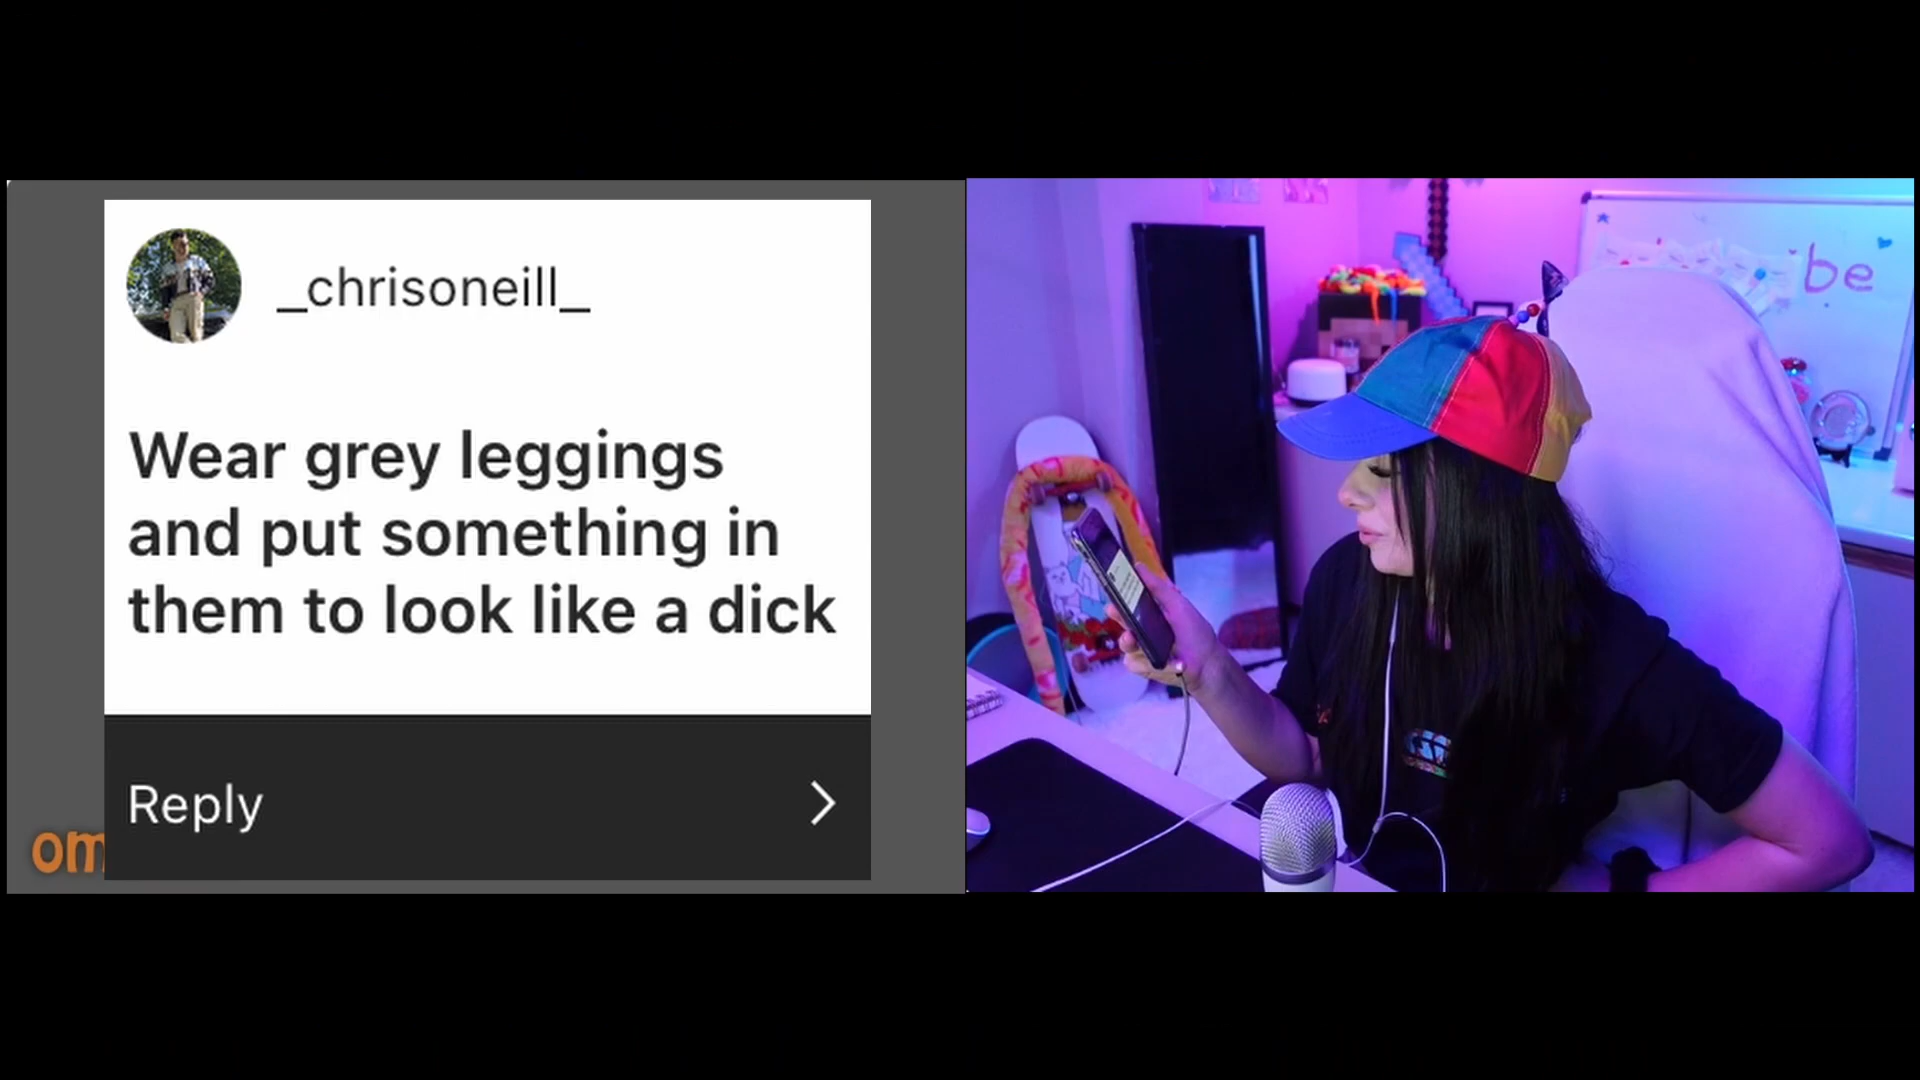 _chrisoneill_
Wear grey leggings
and put something in
them to look like a dick
Reply
om
be